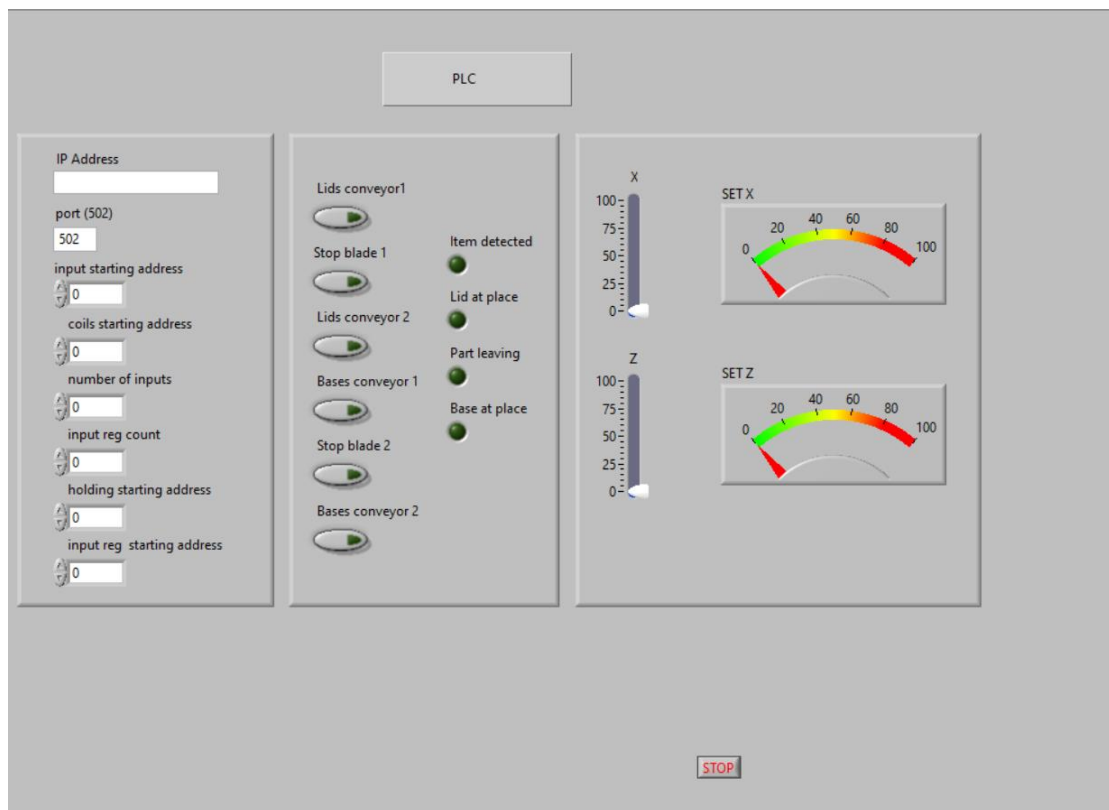 PLC
IP Address
port (502)
502
input starting address
0
coils starting address
0
number of inputs
0
input reg count
0
holding starting address
0
input reg  starting address
0
Lids conveyor1
Stop blade 1
Lids conveyor 2
Bases conveyor 1
Stop blade 2
Bases conveyor 2
Item detected
Lid at place
Part leaving
Base at place
X
100
75
50
25
0
SET X
0 20 40 60 80 100
Z
100
75
50
25
0
SET Z
0 20 40 60 80 100
STOP